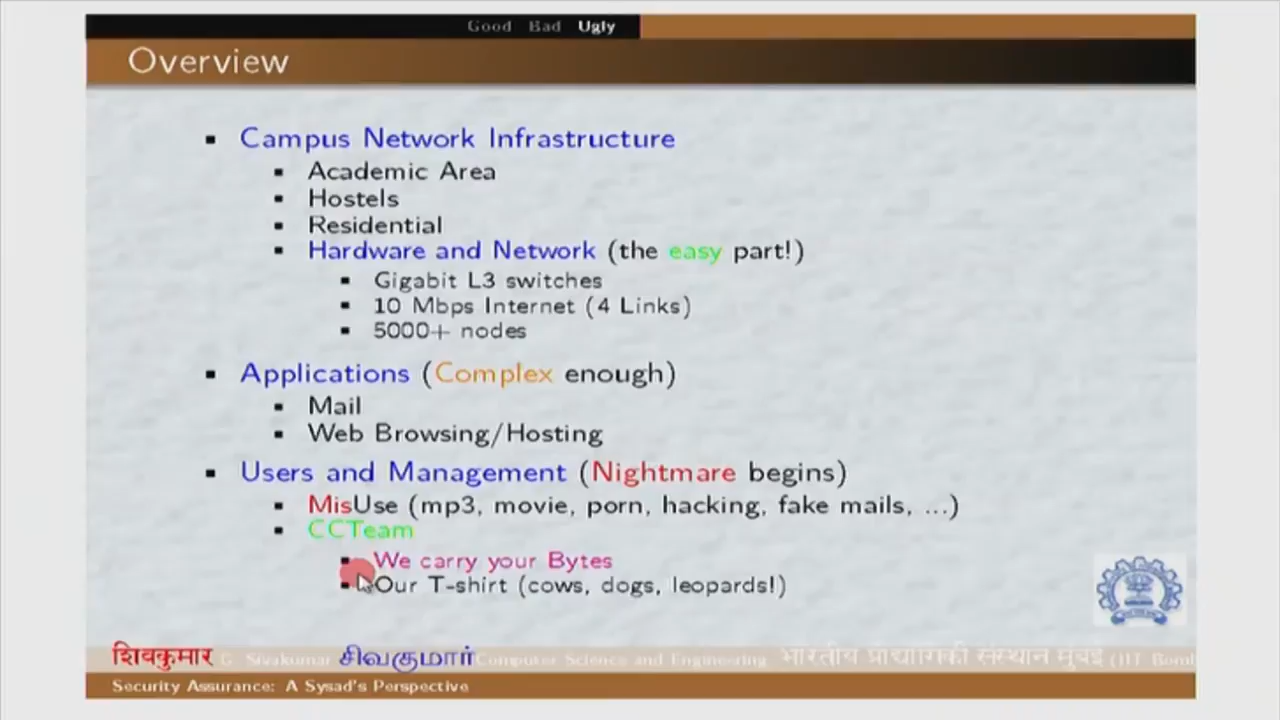 Good Bad Ugly
Overview
Campus Network Infrastructure
Academic Area
Hostels
Residential
Hardware and Network (the easy part!)
Gigabit L3 switches
10 Mbps Internet (4 Links)
5000+ nodes
Applications (Complex enough)
Mail
Web Browsing/Hosting
Users and Management (Nightmare begins)
MisUse (mp3, movie, porn, hacking, fake mails, ...)
CCTeam
We carry your Bytes
Our T-shirt (cows, dogs, leopards!)
शिवकुमार G. Sivakumar சிவகுமார் Computer Science and Engineering भारतीय प्रौद्योगिकी संस्थान मुंबई (IIT Bomb
Security Assurance: A Sysad's Perspective